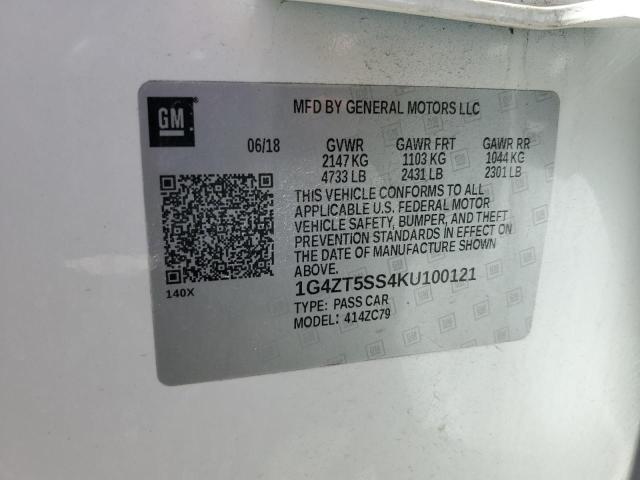 GM
MFD BY GENERAL MOTORS LLC
06/18 GVWR GAWR FRT GAWR RR
2147 KG 1103 KG 1044 KG
4733 LB 2431 LB 2301 LB
THIS VEHICLE CONFORMS TO ALL
APPLICABLE U.S. FEDERAL MOTOR
VEHICLE SAFETY, BUMPER, AND THEFT
PREVENTION STANDARDS IN EFFECT ON
THE DATE OF MANUFACTURE SHOWN
ABOVE.
140X
1G4ZT5SS4KU100121
TYPE: PASS CAR
MODEL: 414ZC79